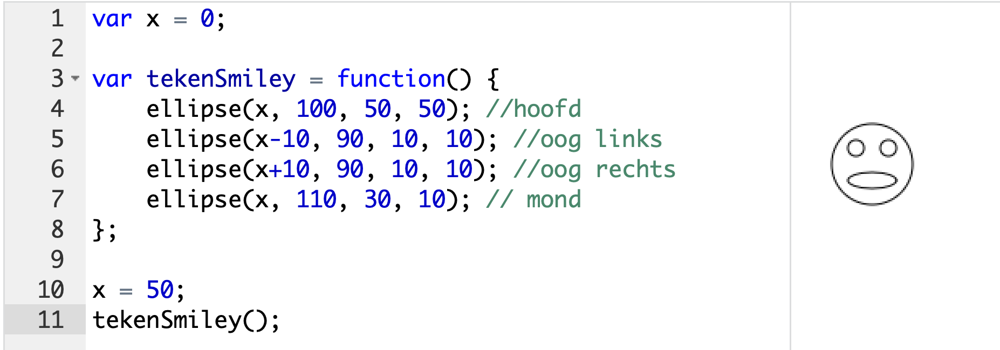 1 var x = 0;
2
3 var tekenSmiley = function() {
4     ellipse(x, 100, 50, 50); //hoofd
5     ellipse(x-10, 90, 10, 10); //oog links
6     ellipse(x+10, 90, 10, 10); //oog rechts
7     ellipse(x, 110, 30, 10); // mond
8 };
9
10 x = 50;
11 tekenSmiley();